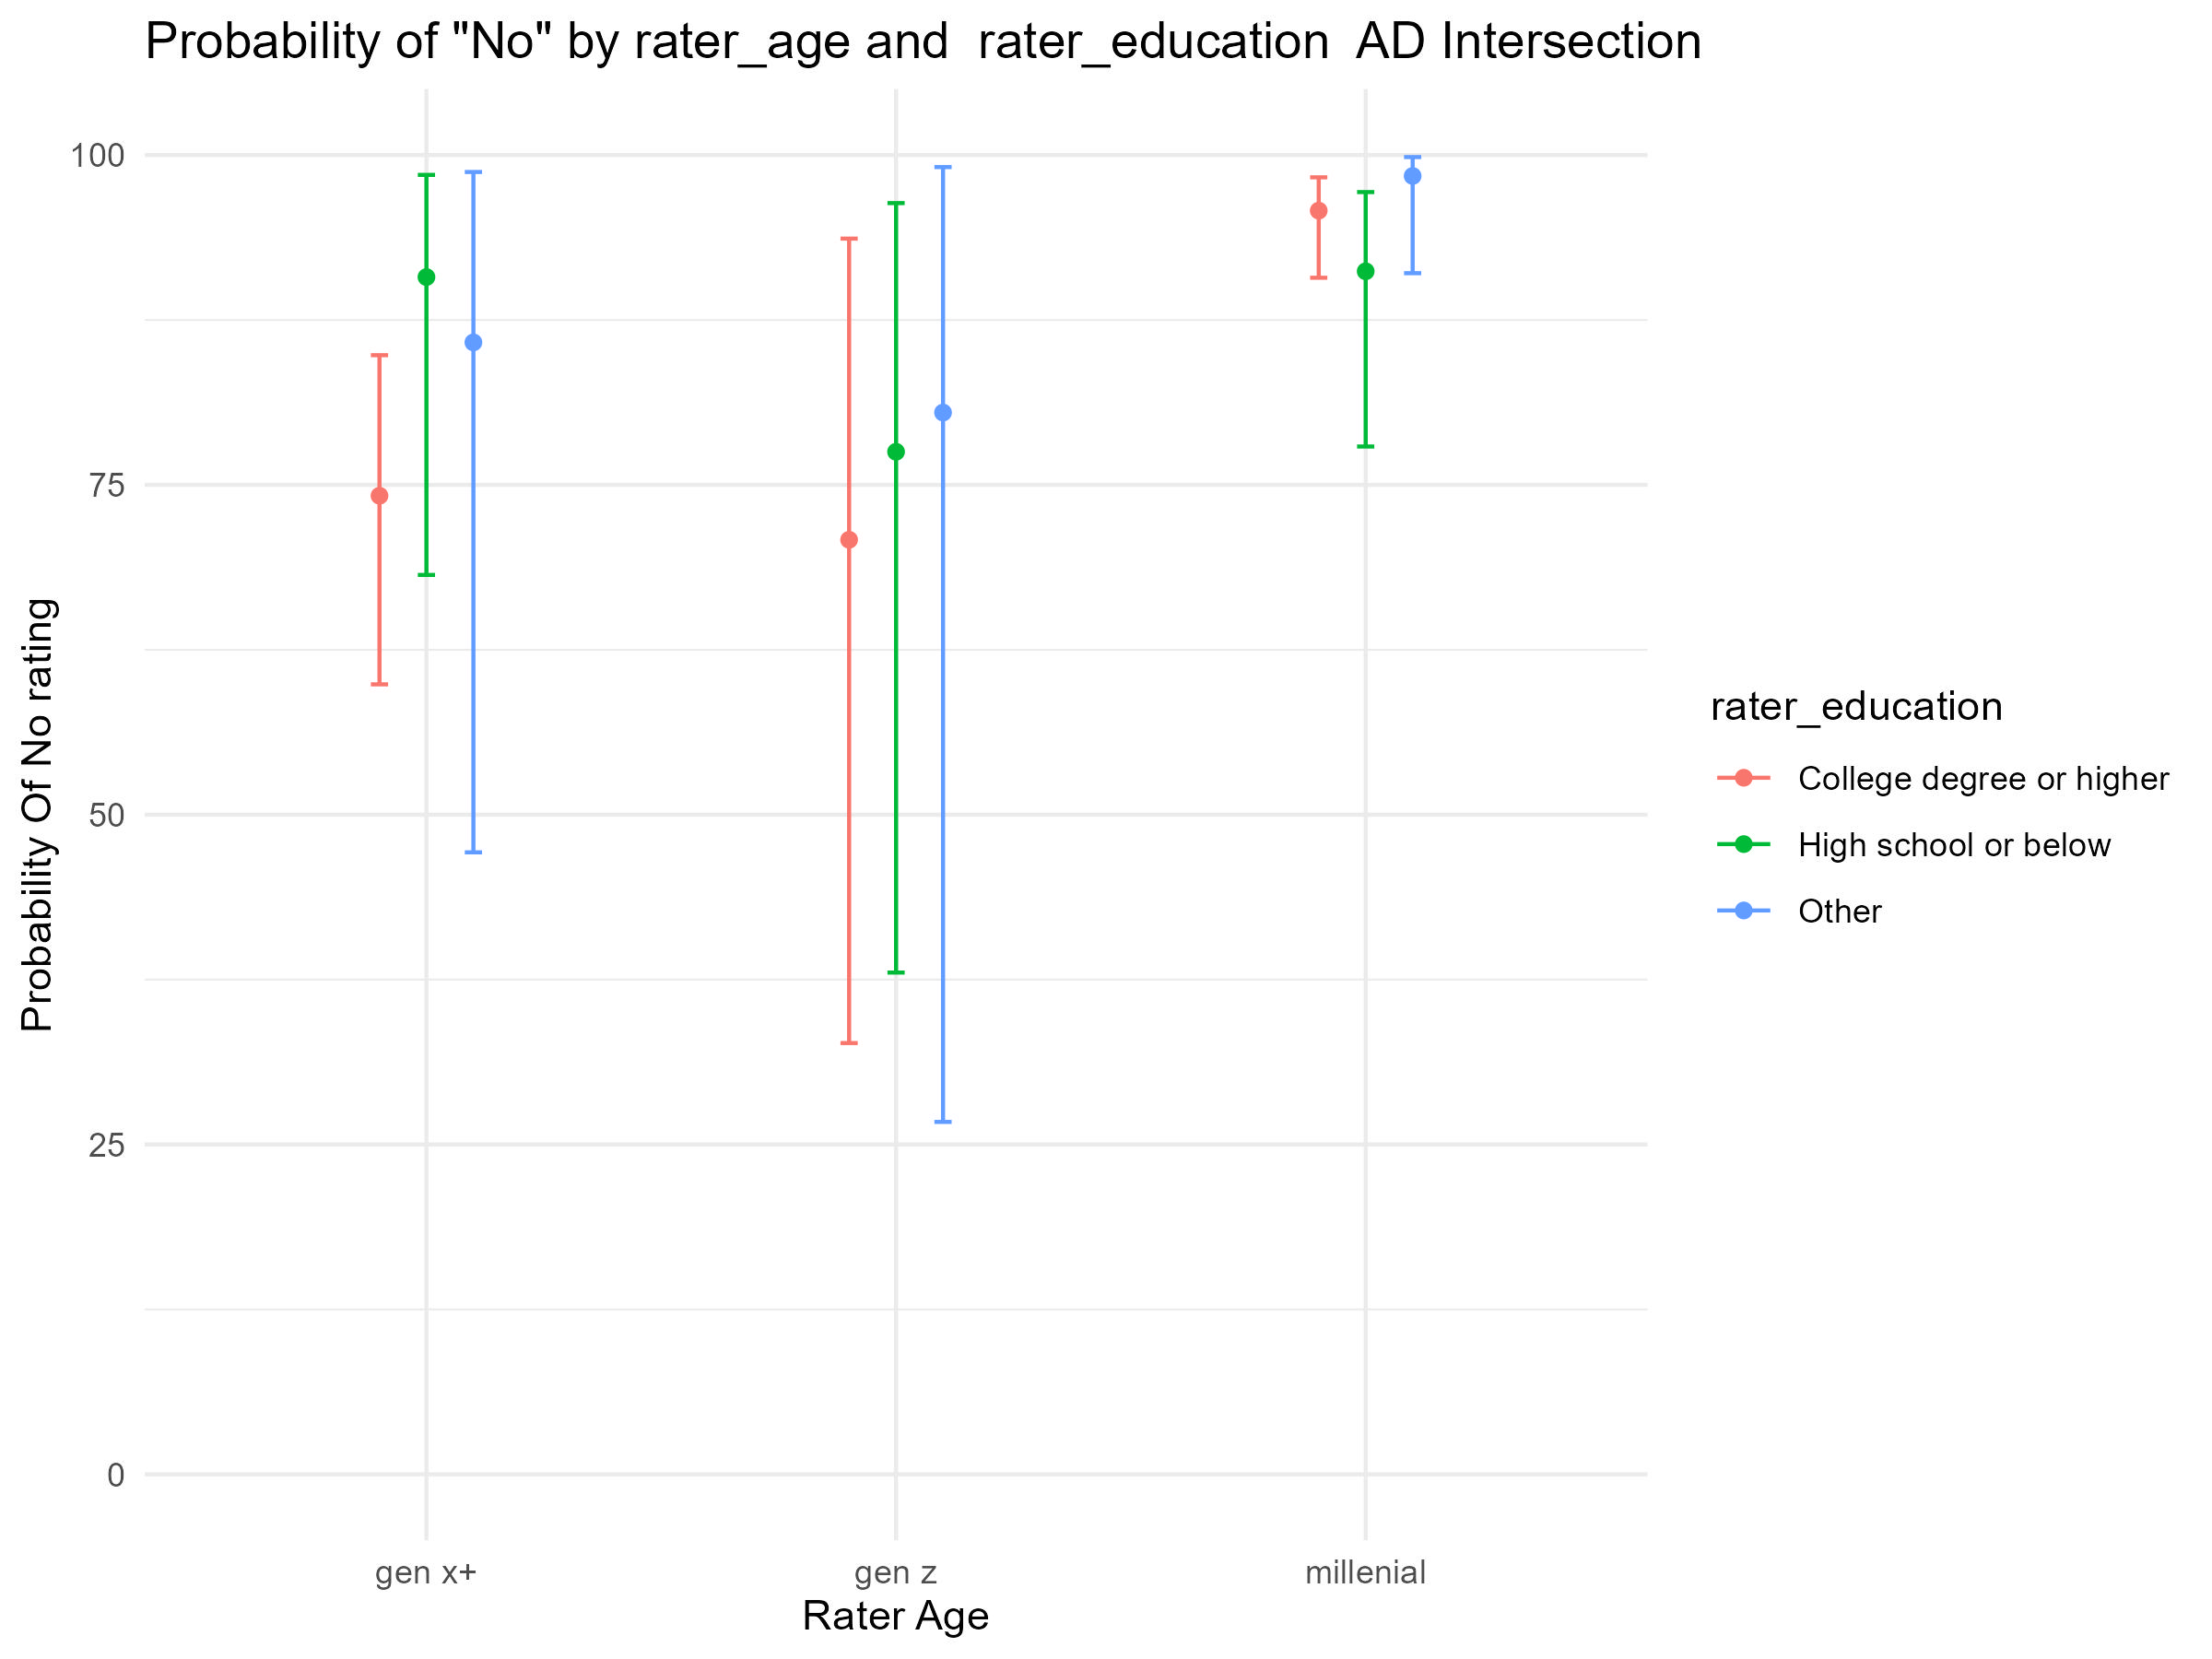 Probability of "No" by rater_age and  rater_education  AD Intersection
Probability Of No rating
100
75
50
25
0
gen x+
gen z
millenial
Rater Age
rater_education
College degree or higher
High school or below
Other